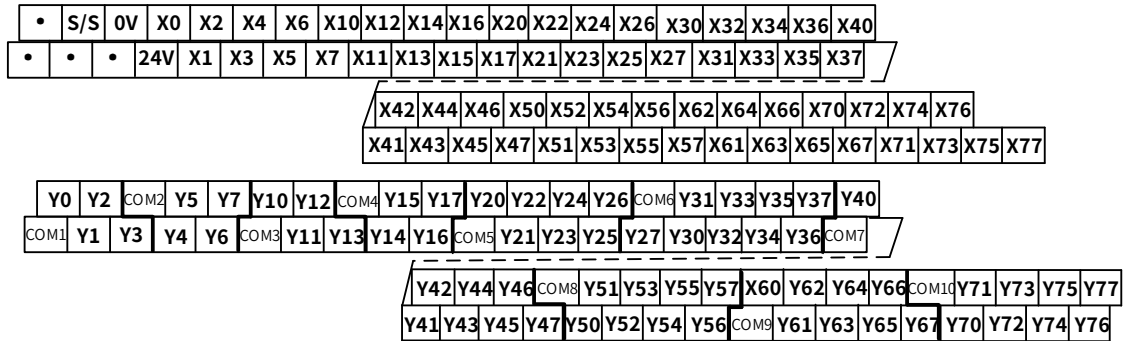 • S/S 0V X0 X2 X4 X6 X10 X12 X14 X16 X20 X22 X24 X26 X30 X32 X34 X36 X40
• • • 24V X1 X3 X5 X7 X11 X13 X15 X17 X21 X23 X25 X27 X31 X33 X35 X37
X42 X44 X46 X50 X52 X54 X56 X62 X64 X66 X70 X72 X74 X76
X41 X43 X45 X47 X51 X53 X55 X57 X61 X63 X65 X67 X71 X73 X75 X77
Y0 Y2 COM2 Y5 Y7 Y10 Y12 COM4 Y15 Y17 Y20 Y22 Y24 Y26 COM6 Y31 Y33 Y35 Y37 Y40
COM1 Y1 Y3 Y4 Y6 COM3 Y11 Y13 Y14 Y16 COM5 Y21 Y23 Y25 Y27 Y30 Y32 Y34 Y36 COM7
Y42 Y44 Y46 COM8 Y51 Y53 Y55 Y57 X60 Y62 Y64 Y66 COM10 Y71 Y73 Y75 Y77
Y41 Y43 Y45 Y47 Y50 Y52 Y54 Y56 COM9 Y61 Y63 Y65 Y67 Y70 Y72 Y74 Y76